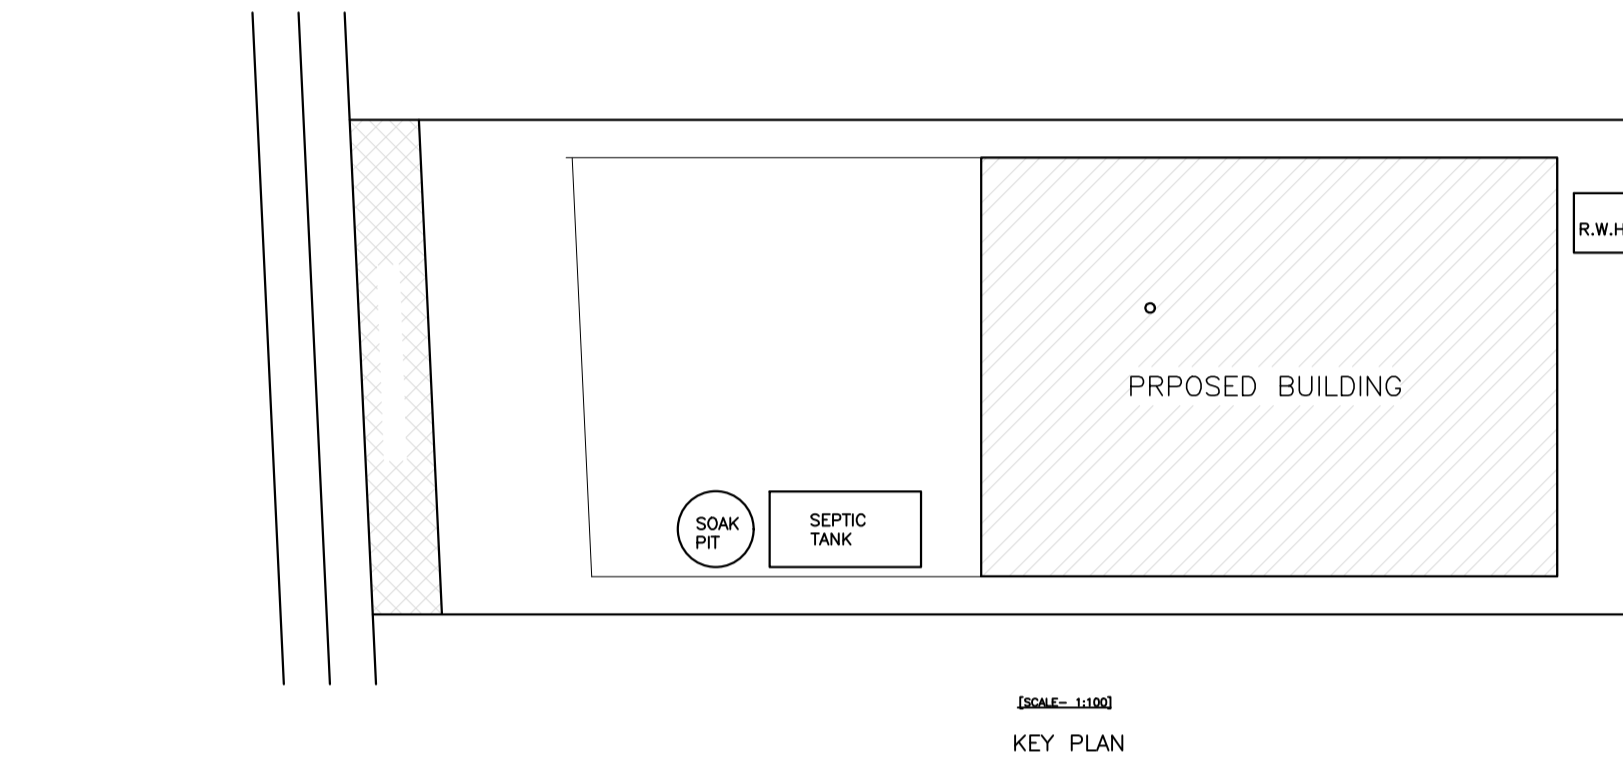 R.W.H
PRPOSED BUILDING
SOAK
PIT
SEPTIC
TANK
[SCALE- 1:100]
KEY PLAN